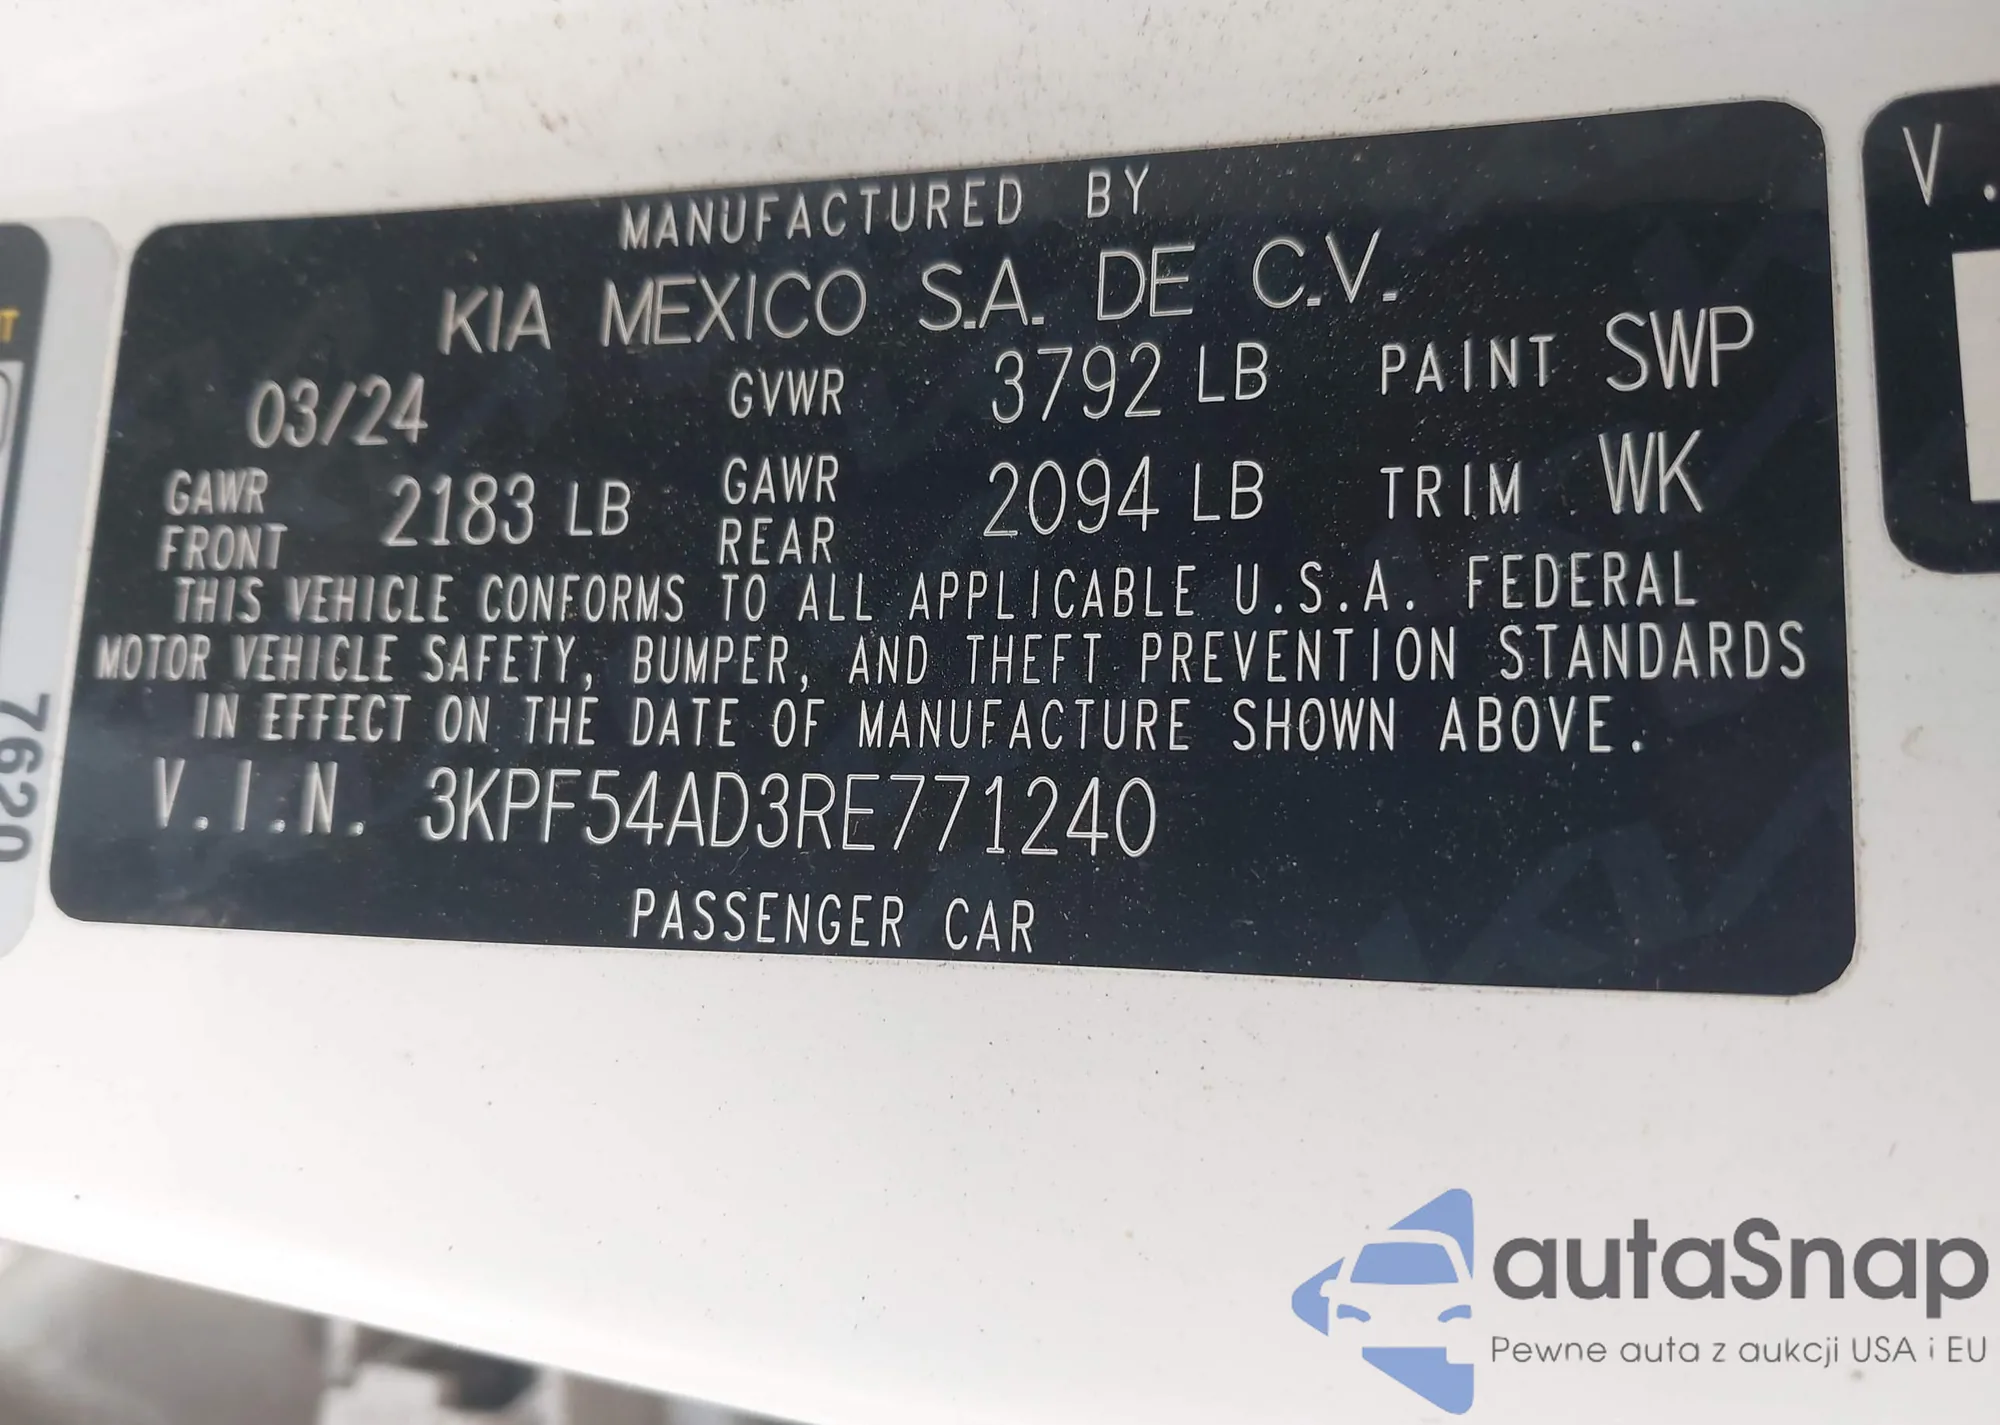 MANUFACTURED BY
KIA MEXICO S.A. DE C.V.
03/24 GVWR 3792 LB PAINT SWP
GAWR FRONT 2183 LB GAWR REAR 2094 LB TRIM WK
THIS VEHICLE CONFORMS TO ALL APPLICABLE U.S.A. FEDERAL
MOTOR VEHICLE SAFETY, BUMPER, AND THEFT PREVENTION STANDARDS
IN EFFECT ON THE DATE OF MANUFACTURE SHOWN ABOVE.
V.I.N. 3KPF54AD3RE771240
PASSENGER CAR
V.
7620
autaSnap
Pewne auta z aukcji USA i EU